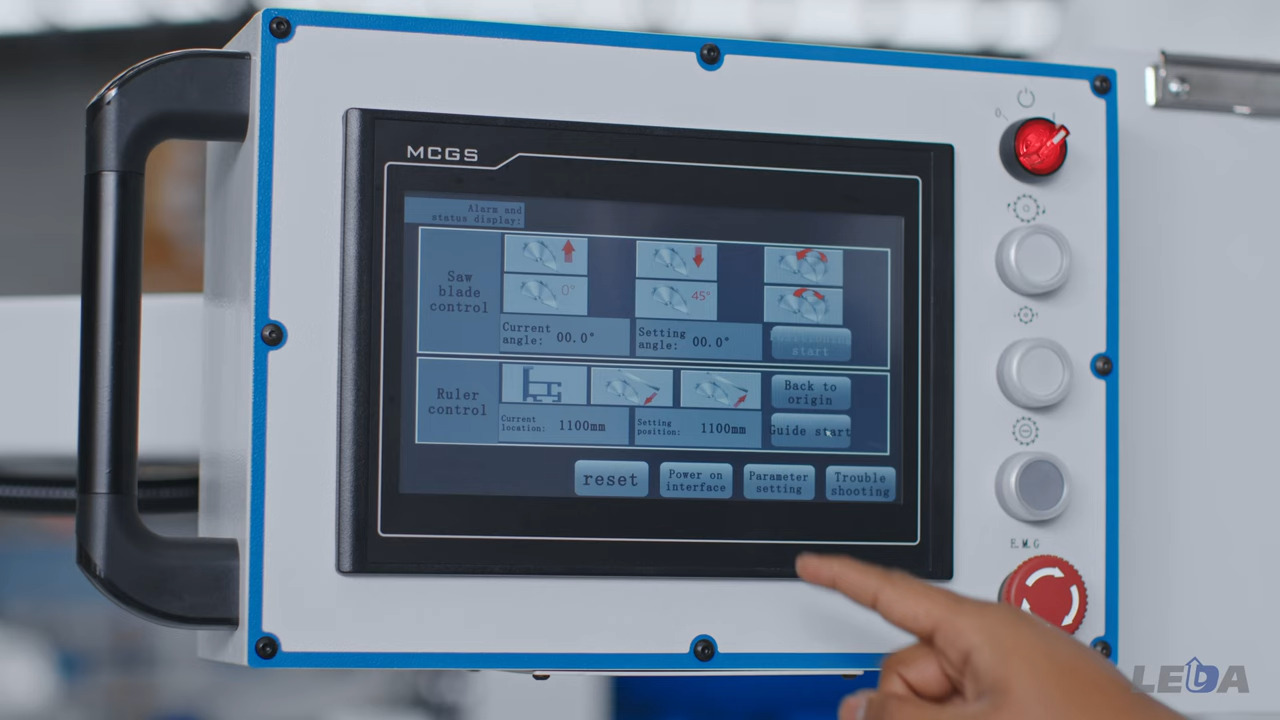 MCGS
0
Alarm and
status display:
Saw
blade
control
0°
45°
Current
angle: 00.0°
Setting
angle: 00.0°
start
Ruler
control
Back to
origin
Current
location: 1100mm
Setting
position: 1100mm
Guide start
reset
Power on
interface
Parameter
setting
Trouble
shooting
E.M.G
LEDA